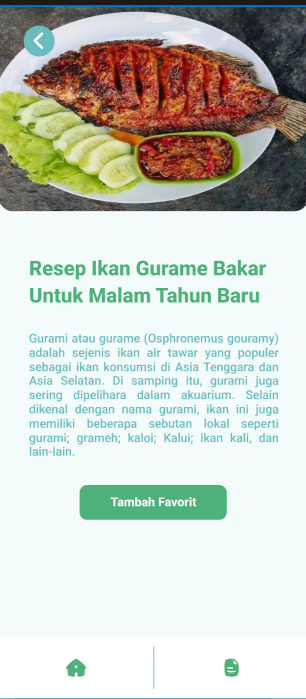 Resep Ikan Gurame Bakar
Untuk Malam Tahun Baru
Gurami atau gurame (Osphronemus gouramy)
adalah sejenis ikan air tawar yang populer
sebagai ikan konsumsi di Asia Tenggara dan
Asia Selatan. Di samping itu, gurami juga
sering dipelihara dalam akuarium. Selain
dikenal dengan nama gurami, ikan ini juga
memiliki beberapa sebutan lokal seperti
gurami; grameh; kaloi; Kalui; ikan kali, dan
lain-lain.
Tambah Favorit